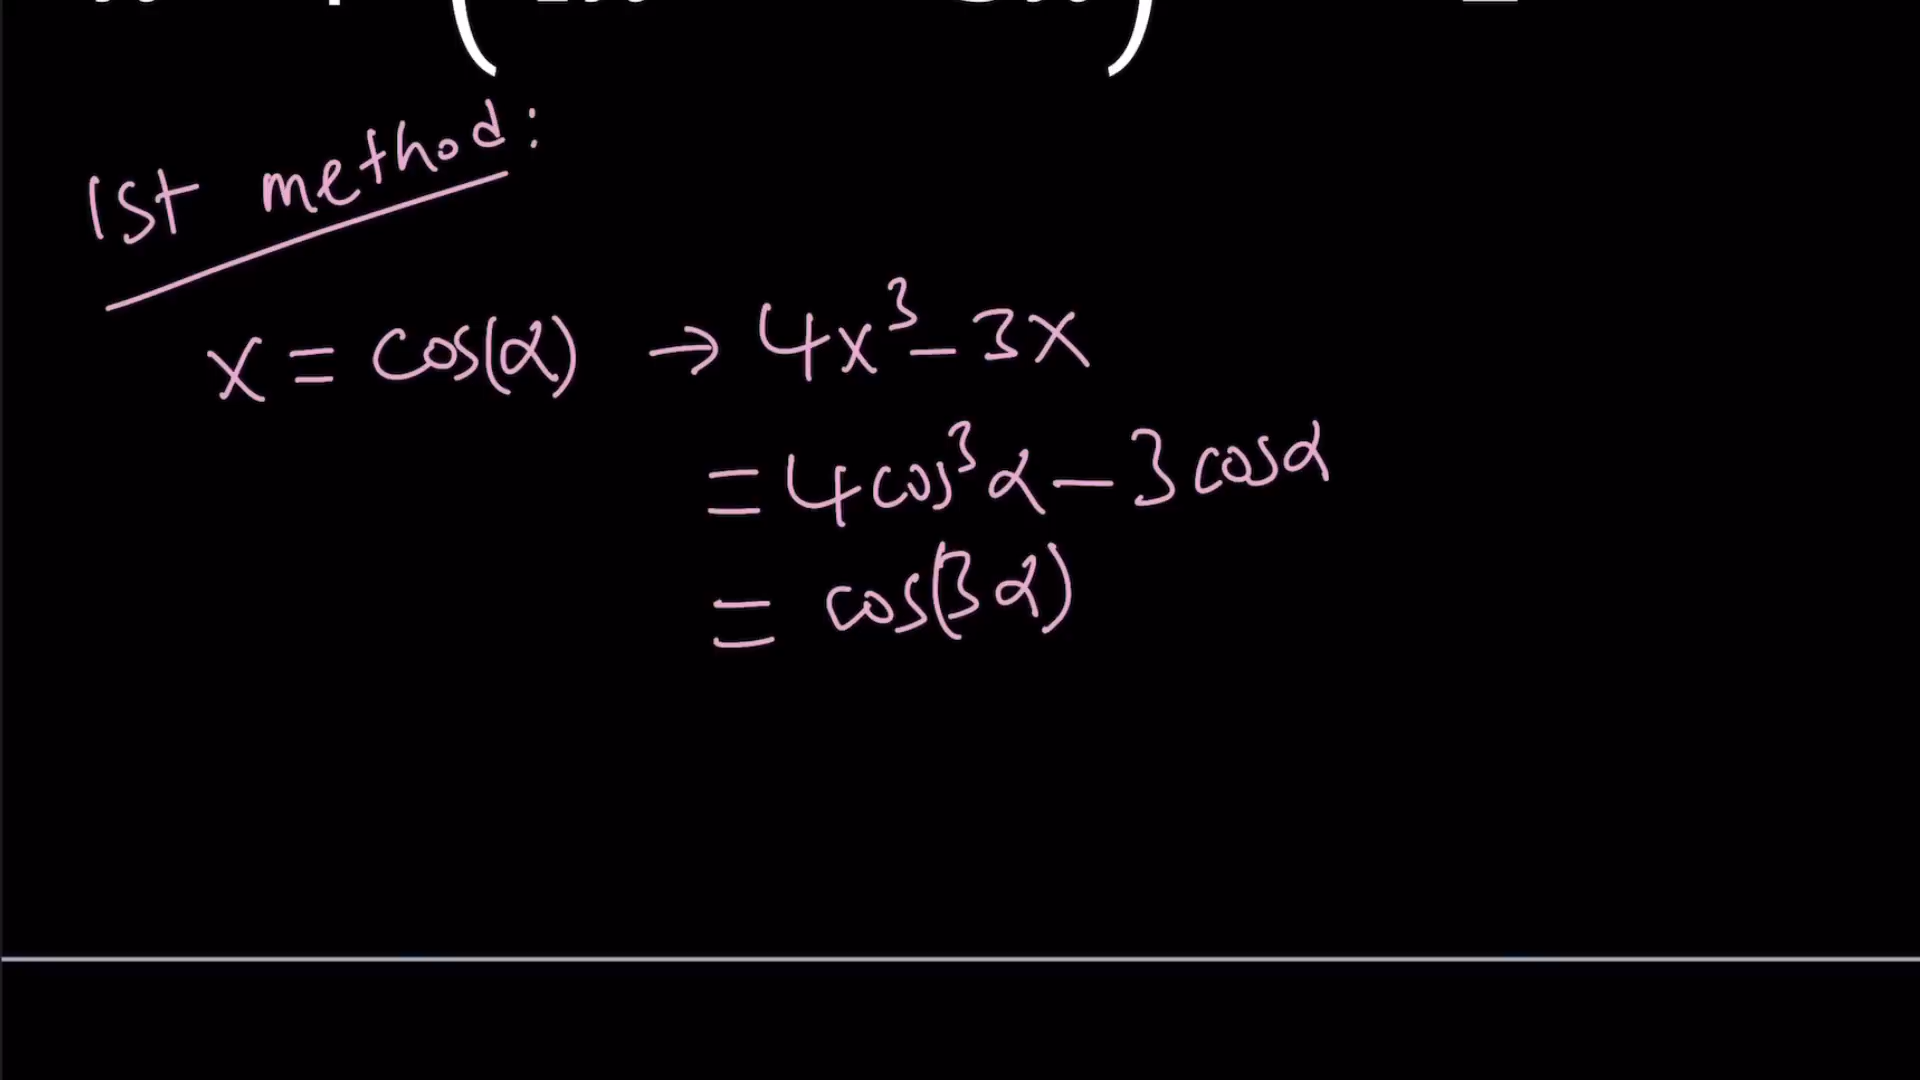 1st method:
x = cos(α) → 4x³ - 3x
= 4cos³α - 3cosα
= cos(3α)